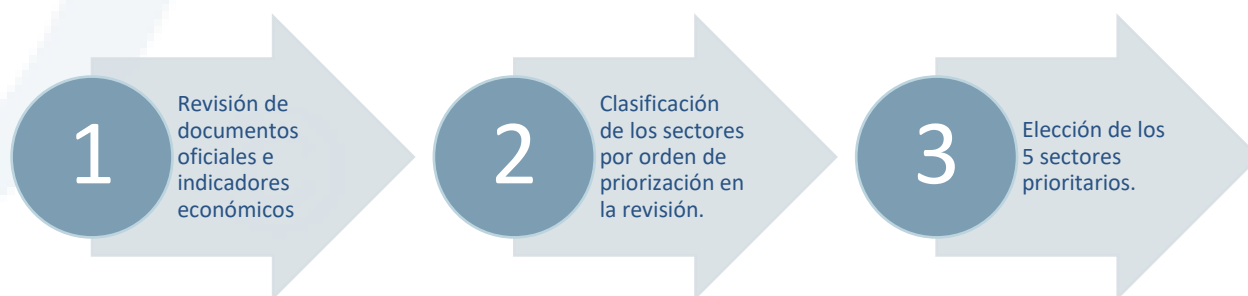 1
Revisión de
documentos
oficiales e
indicadores
económicos
2
Clasificación
de los sectores
por orden de
priorización en
la revisión.
3
Elección de los
5 sectores
prioritarios.